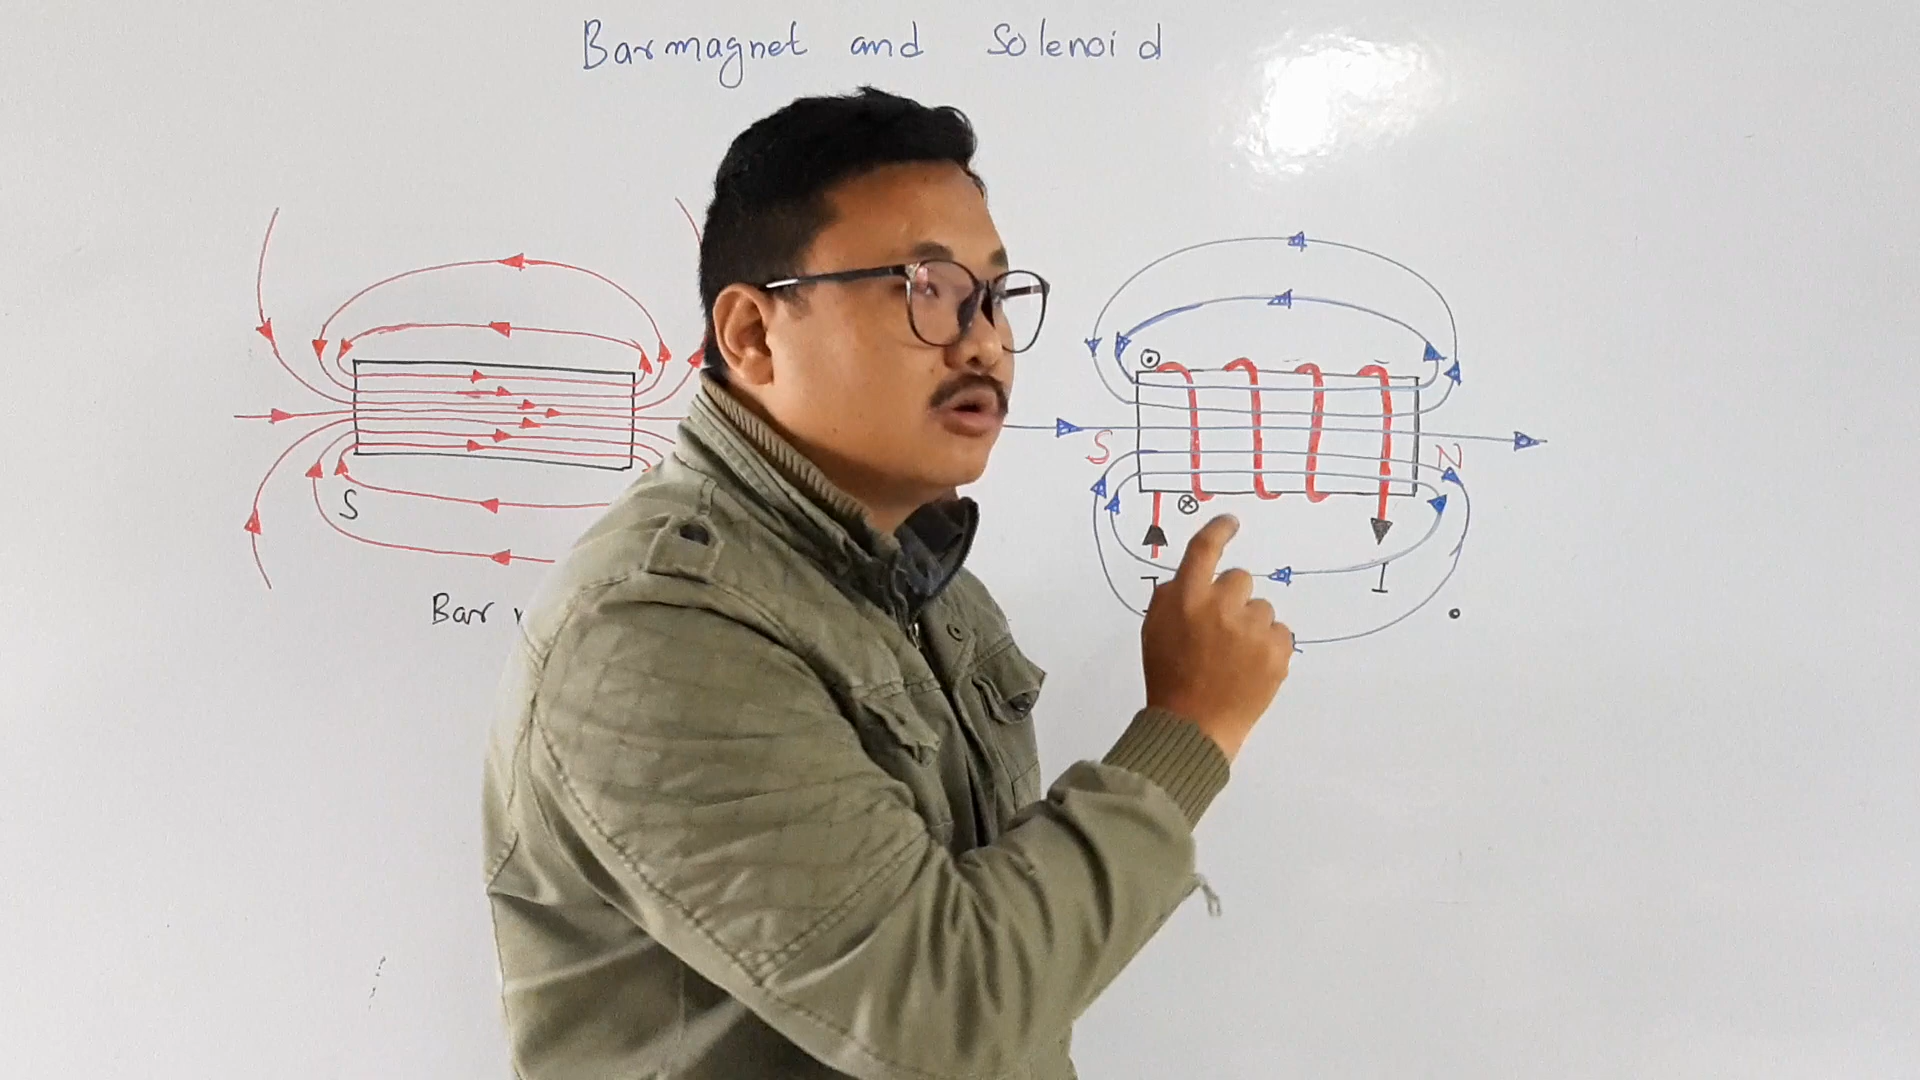 Barmagnet and Solenoid
S N
S
I I
Bar